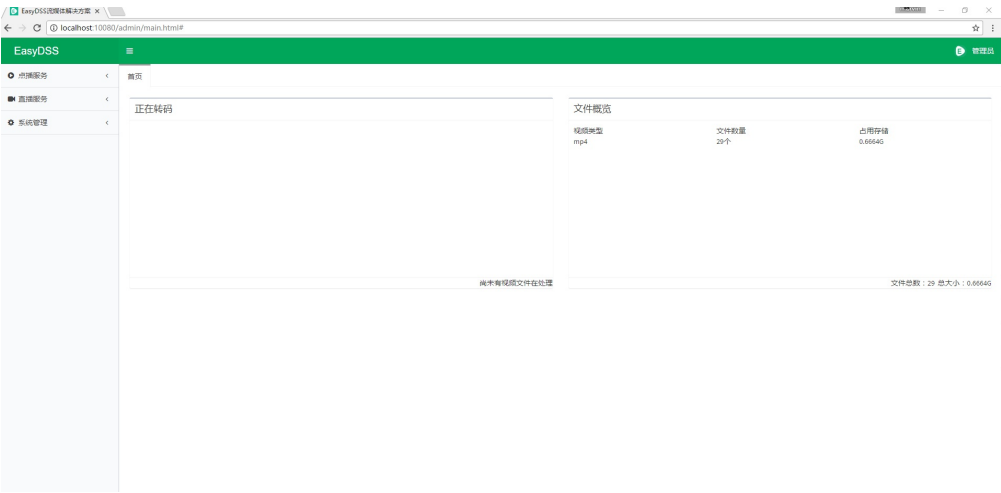 EasyDSS流媒体解决方案
localhost:10080/admin/main.html#
EasyDSS
管理员
点播服务
首页
直播服务
系统管理
正在转码
尚未有视频文件在处理
文件概览
视频类型 文件数量 占用存储
mp4 29个 0.6664G
文件总数：29 总大小：0.6664G